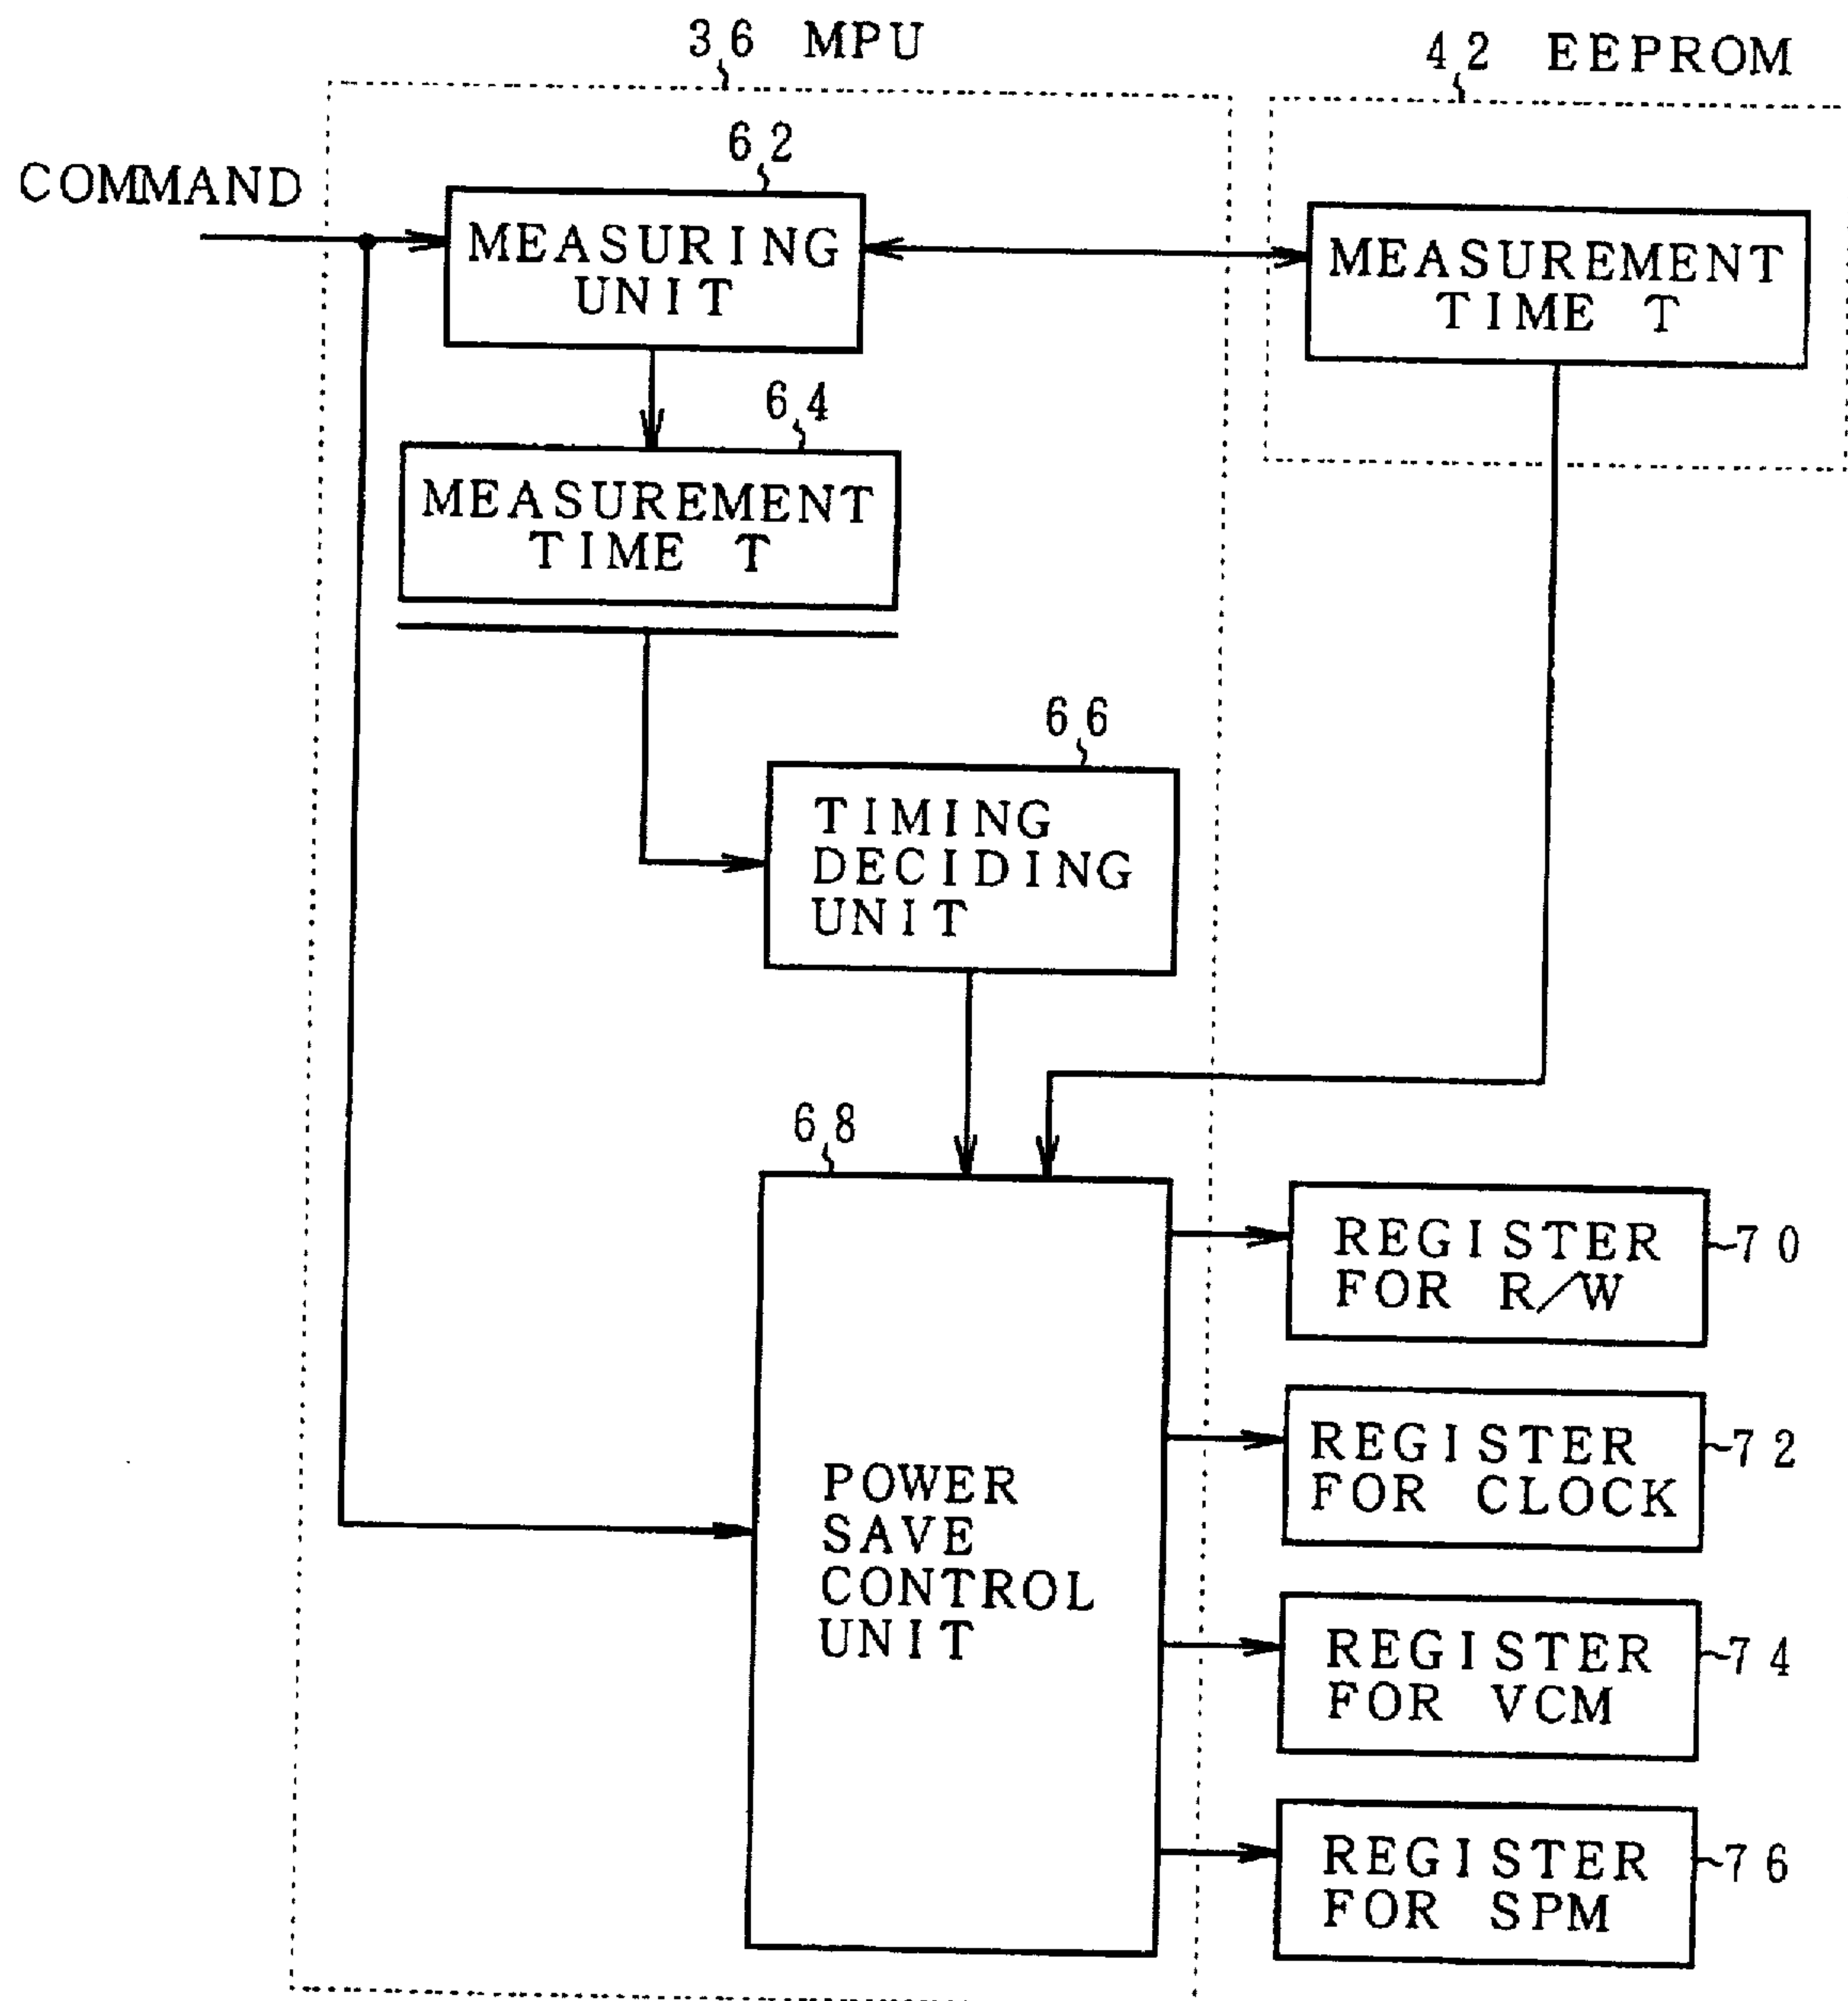 36 MPU
42 EEPROM
COMMAND
62
MEASURING
UNIT
MEASUREMENT
TIME T
64
MEASUREMENT
TIME T
66
TIMING
DECIDING
UNIT
68
POWER
SAVE
CONTROL
UNIT
REGISTER
FOR R/W
70
REGISTER
FOR CLOCK
72
REGISTER
FOR VCM
74
REGISTER
FOR SPM
76